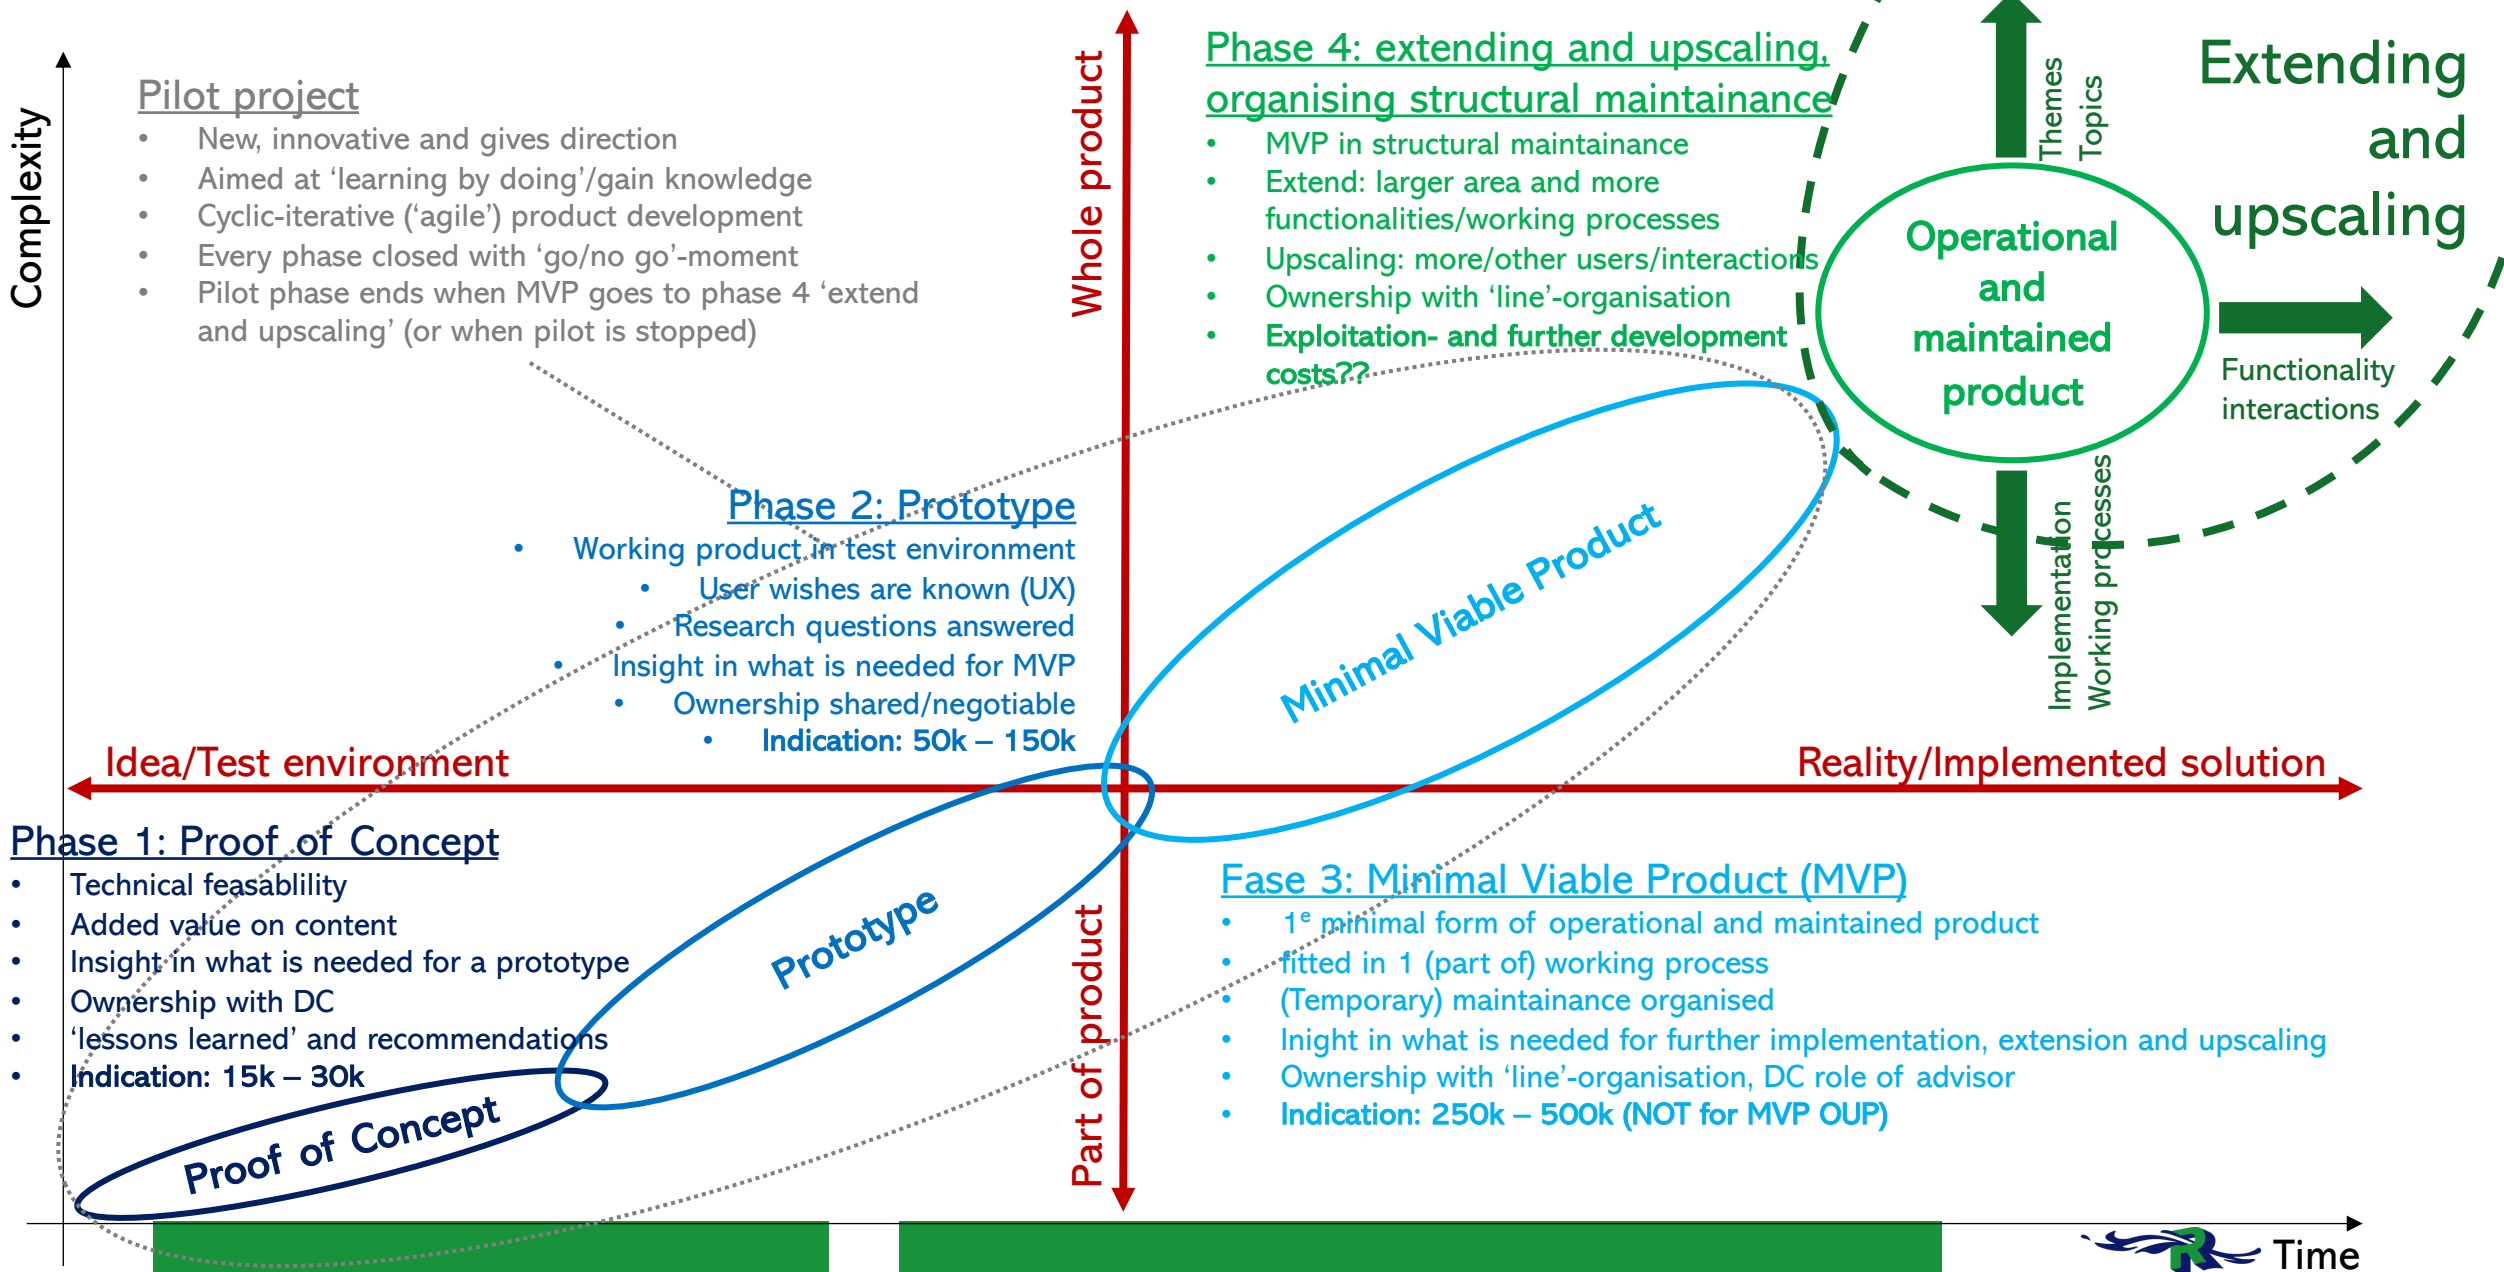 Complexity
Pilot project
• New, innovative and gives direction
• Aimed at ‘learning by doing’/gain knowledge
• Cyclic-iterative (‘agile’) product development
• Every phase closed with ‘go/no go’-moment
• Pilot phase ends when MVP goes to phase 4 ‘extend
and upscaling’ (or when pilot is stopped)
Whole product
Phase 4: extending and upscaling,
organising structural maintainance
• MVP in structural maintainance
• Extend: larger area and more
functionalities/working processes
• Upscaling: more/other users/interactions
• Ownership with ‘line’-organisation
• Exploitation- and further development
costs??
Themes
Topics
Extending
and
upscaling
Operational
and
maintained
product
Functionality
interactions
Implementation
Working processes
Phase 2: Prototype
• Working product in test environment
• User wishes are known (UX)
• Research questions answered
• Insight in what is needed for MVP
• Ownership shared/negotiable
• Indication: 50k – 150k
Minimal Viable Product
Idea/Test environment
Reality/Implemented solution
Phase 1: Proof of Concept
• Technical feasablility
• Added value on content
• Insight in what is needed for a prototype
• Ownership with DC
• ‘lessons learned’ and recommendations
• Indication: 15k – 30k
Proof of Concept
Prototype
Part of product
Fase 3: Minimal Viable Product (MVP)
• 1e minimal form of operational and maintained product
• fitted in 1 (part of) working process
• (Temporary) maintainance organised
• Inight in what is needed for further implementation, extension and upscaling
• Ownership with ‘line’-organisation, DC role of advisor
• Indication: 250k – 500k (NOT for MVP OUP)
R
Time